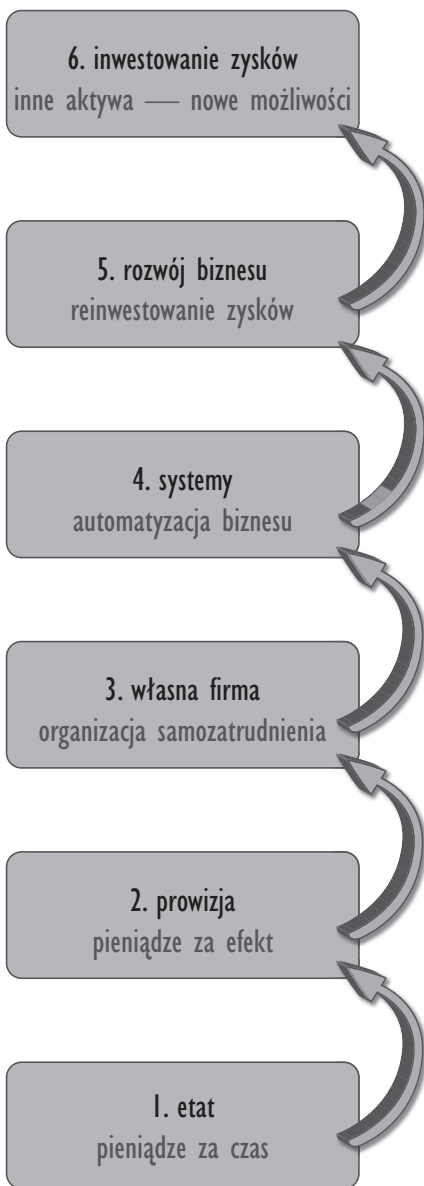 6. inwestowanie zysków
inne aktywa — nowe możliwości
5. rozwój biznesu
reinwestowanie zysków
4. systemy
automatyzacja biznesu
3. własna firma
organizacja samozatrudnienia
2. prowizja
pieniądze za efekt
1. etat
pieniądze za czas